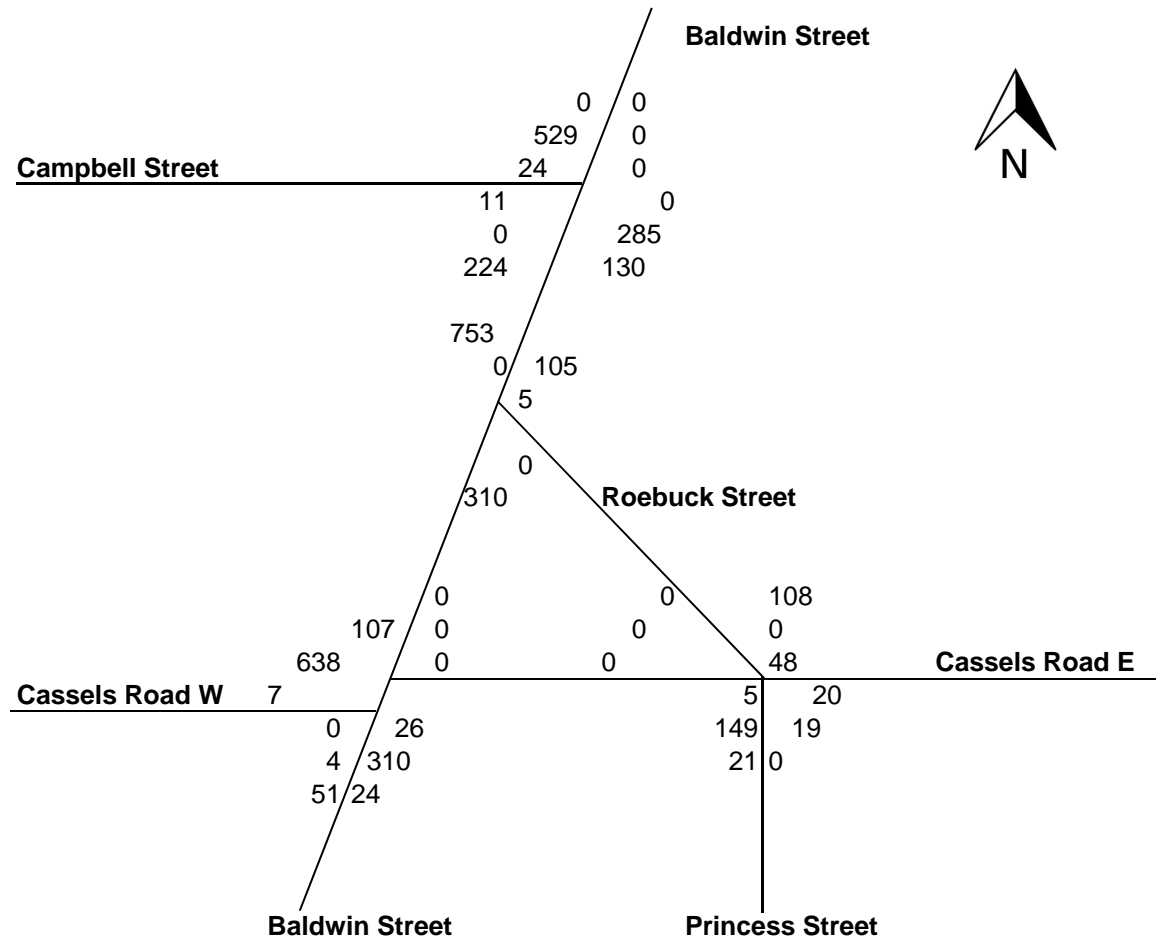 Baldwin Street
0 0
529 0
Campbell Street 24 0
11 0
0 285
224 130
753
0 105
5
0
310 Roebuck Street
0 0 108
107 0 0 0
638 0 0 48 Cassels Road E
Cassels Road W 7 5 20
0 26 149 19
4 310 21 0
51 24
Baldwin Street Princess Street
N